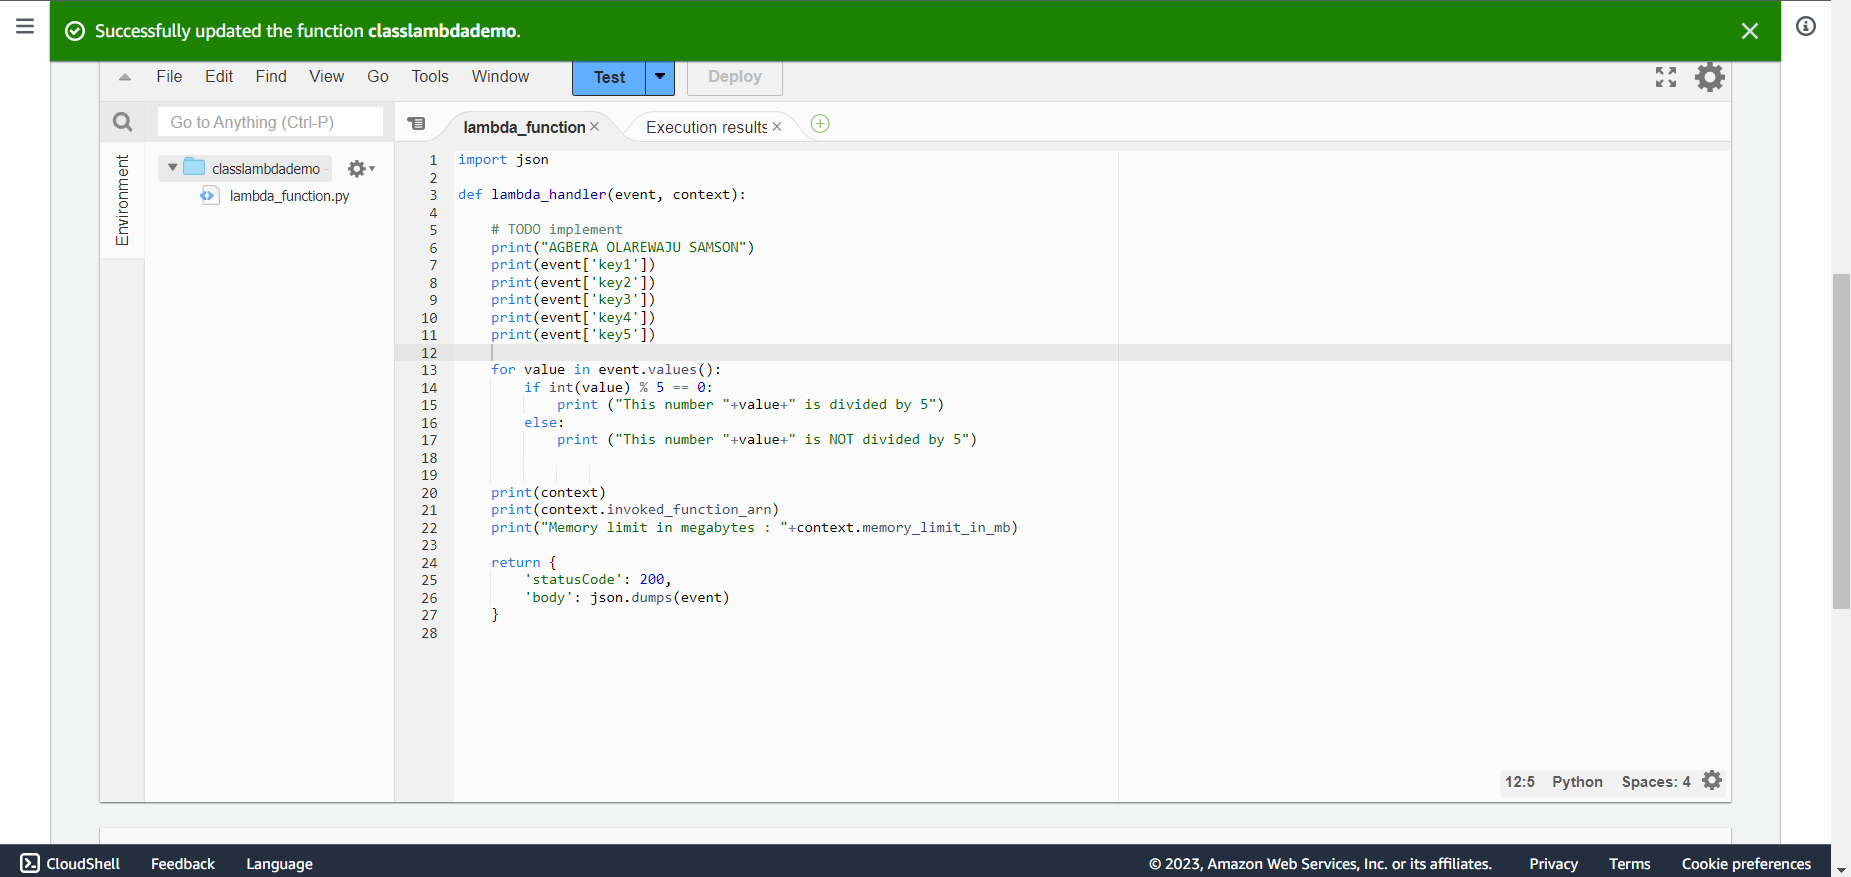 Successfully updated the function classlambdademo.
File Edit Find View Go Tools Window Test Deploy
Go to Anything (Ctrl-P)
lambda_function Execution results
Environment
classlambdademo
lambda_function.py
1 import json
2
3 def lambda_handler(event, context):
4
5     # TODO implement
6     print("AGBERA OLAREWAJU SAMSON")
7     print(event['key1'])
8     print(event['key2'])
9     print(event['key3'])
10     print(event['key4'])
11     print(event['key5'])
12
13     for value in event.values():
14         if int(value) % 5 == 0:
15             print ("This number "+value+" is divided by 5")
16         else:
17             print ("This number "+value+" is NOT divided by 5")
18
19
20     print(context)
21     print(context.invoked_function_arn)
22     print("Memory limit in megabytes : "+context.memory_limit_in_mb)
23
24     return {
25         'statusCode': 200,
26         'body': json.dumps(event)
27     }
28
12:5 Python Spaces: 4
CloudShell Feedback Language © 2023, Amazon Web Services, Inc. or its affiliates. Privacy Terms Cookie preferences